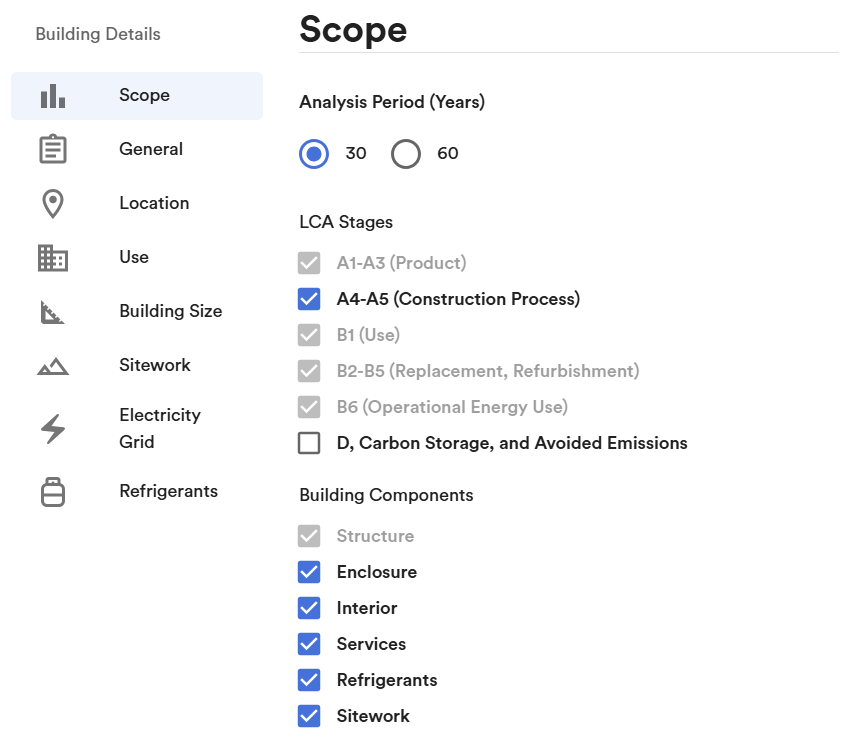 Building Details
Scope
General
Location
Use
Building Size
Sitework
Electricity
Grid
Refrigerants
Scope
Analysis Period (Years)
30 60
LCA Stages
A1-A3 (Product)
A4-A5 (Construction Process)
B1 (Use)
B2-B5 (Replacement, Refurbishment)
B6 (Operational Energy Use)
D, Carbon Storage, and Avoided Emissions
Building Components
Structure
Enclosure
Interior
Services
Refrigerants
Sitework